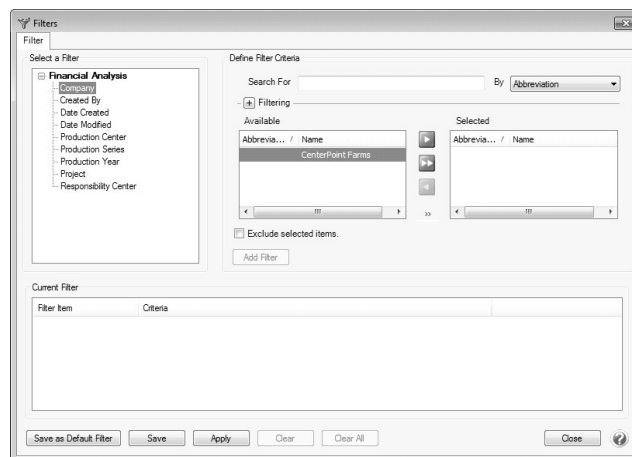 Filters
Filter
Select a Filter
Financial Analysis
Company
Created By
Date Created
Date Modified
Production Center
Production Series
Production Year
Project
Responsibility Center
Define Filter Criteria
Search For
By Abbreviation
Filtering
Available
Abbrevia... / Name
CenterPoint Farms
Selected
Abbrevia... / Name
Exclude selected items.
Add Filter
Current Filter
Filter Item Criteria
Save as Default Filter Save Apply Clear Clear All Close